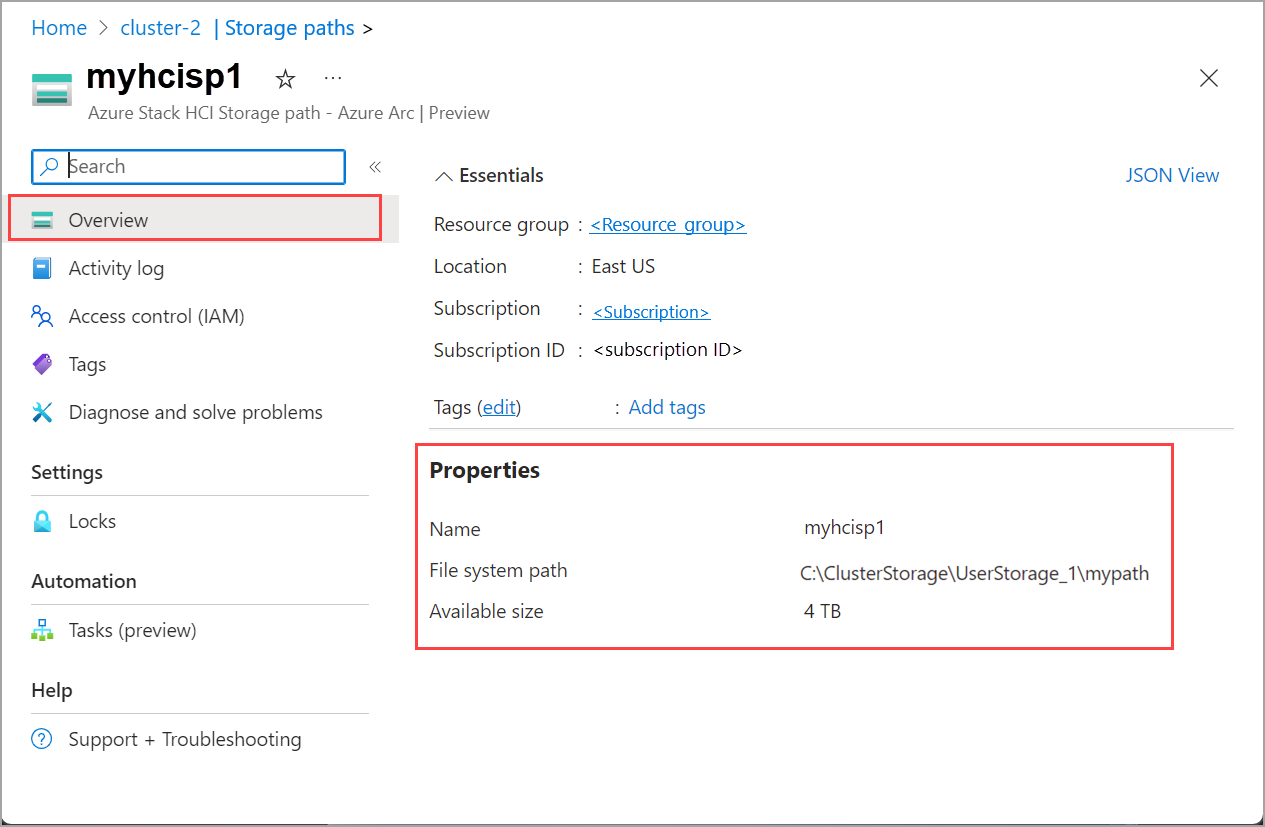 Home > cluster-2 | Storage paths >
myhcisp1 ☆ ...
Azure Stack HCI Storage path - Azure Arc | Preview
Search «
Overview
Activity log
Access control (IAM)
Tags
Diagnose and solve problems
Settings
Locks
Automation
Tasks (preview)
Help
Support + Troubleshooting
Essentials JSON View
Resource group : <Resource group>
Location : East US
Subscription : <Subscription>
Subscription ID : <subscription ID>
Tags (edit) : Add tags
Properties
Name myhcisp1
File system path C:\ClusterStorage\UserStorage_1\mypath
Available size 4 TB